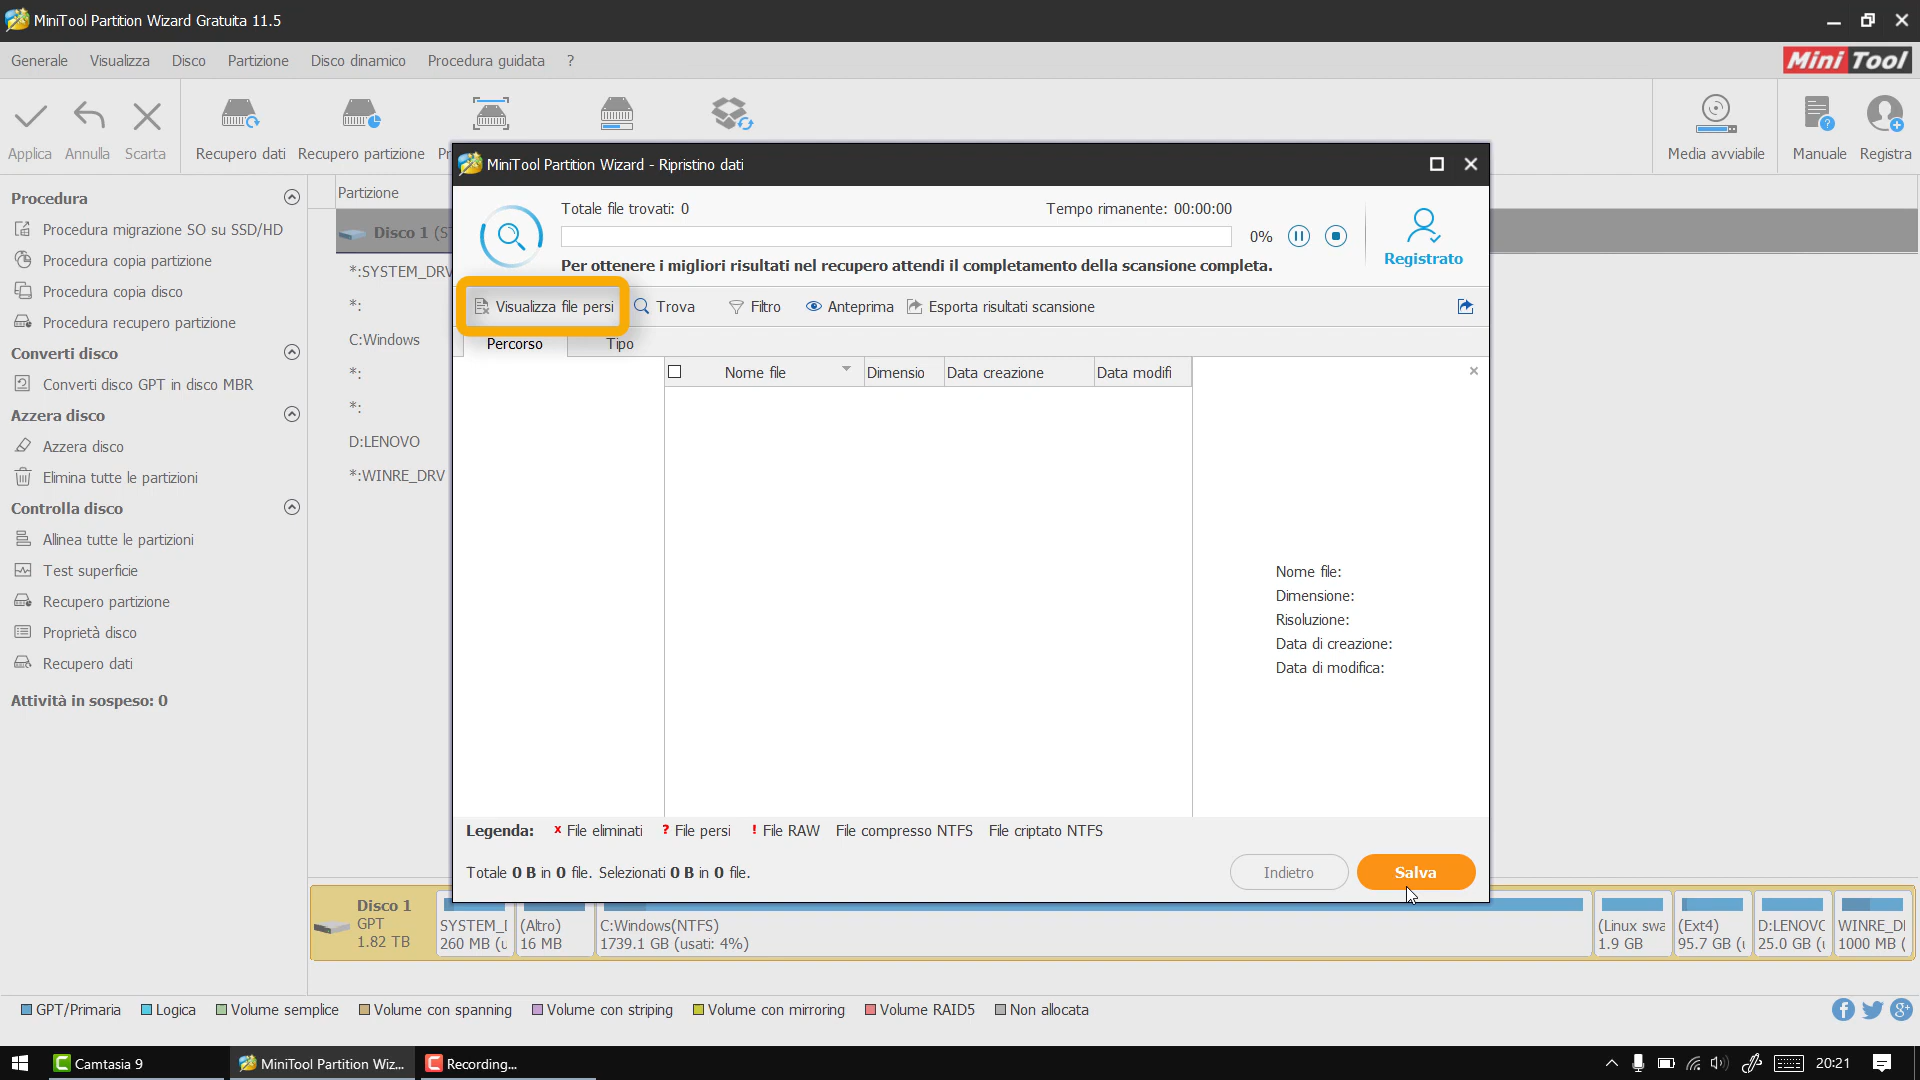 MiniTool Partition Wizard Gratuita 11.5
Generale Visualizza Disco Partizione Disco dinamico Procedura guidata ?
Mini Tool
Applica Annulla Scarta Recupero dati Recupero partizione Media avviabile Manuale Registra
Procedura
Procedura migrazione SO su SSD/HD
Procedura copia partizione
Procedura copia disco
Procedura recupero partizione
Converti disco
Converti disco GPT in disco MBR
Azzera disco
Azzera disco
Elimina tutte le partizioni
Controlla disco
Allinea tutte le partizioni
Test superficie
Recupero partizione
Proprietà disco
Recupero dati
Attività in sospeso: 0
Partizione
Disco 1 (ST
*:SYSTEM_DRV
*:
C:Windows
*:
*:
D:LENOVO
*:WINRE_DRV
MiniTool Partition Wizard - Ripristino dati
Totale file trovati: 0 Tempo rimanente: 00:00:00
0%
Per ottenere i migliori risultati nel recupero attendi il completamento della scansione completa.
Registrato
Visualizza file persi Trova Filtro Anteprima Esporta risultati scansione
Percorso Tipo
Nome file Dimensio Data creazione Data modifi
Nome file:
Dimensione:
Risoluzione:
Data di creazione:
Data di modifica:
Legenda: x File eliminati ? File persi ! File RAW File compresso NTFS File criptato NTFS
Totale 0 B in 0 file. Selezionati 0 B in 0 file.
Indietro Salva
Disco 1
GPT
1.82 TB
SYSTEM_I
260 MB (u
(Altro)
16 MB
C:Windows(NTFS)
1739.1 GB (usati: 4%)
(Linux swa
1.9 GB
(Ext4)
95.7 GB (u
D:LENOVO
25.0 GB (u
WINRE_DI
1000 MB (
GPT/Primaria Logica Volume semplice Volume con spanning Volume con striping Volume con mirroring Volume RAID5 Non allocata
Camtasia 9 MiniTool Partition Wiz... Recording... 20:21